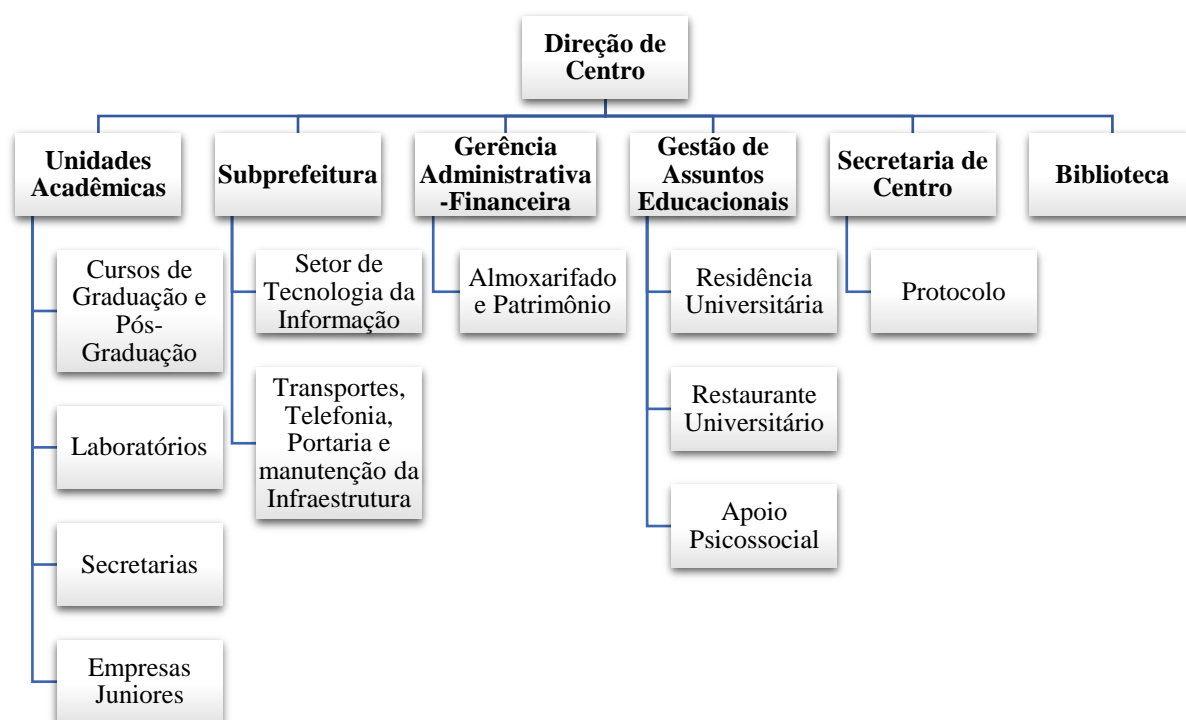 Direção de
Centro
Unidades
Acadêmicas
Subprefeitura
Gerência
Administrativa
-Financeira
Gestão de
Assuntos
Educacionais
Secretaria de
Centro
Biblioteca
Cursos de
Graduação e
Pós-
Graduação
Laboratórios
Secretarias
Empresas
Juniores
Setor de
Tecnologia da
Informação
Transportes,
Telefonia,
Portaria e
manutenção da
Infraestrutura
Almoxarifado
e Patrimônio
Residência
Universitária
Restaurante
Universitário
Apoio
Psicossocial
Protocolo